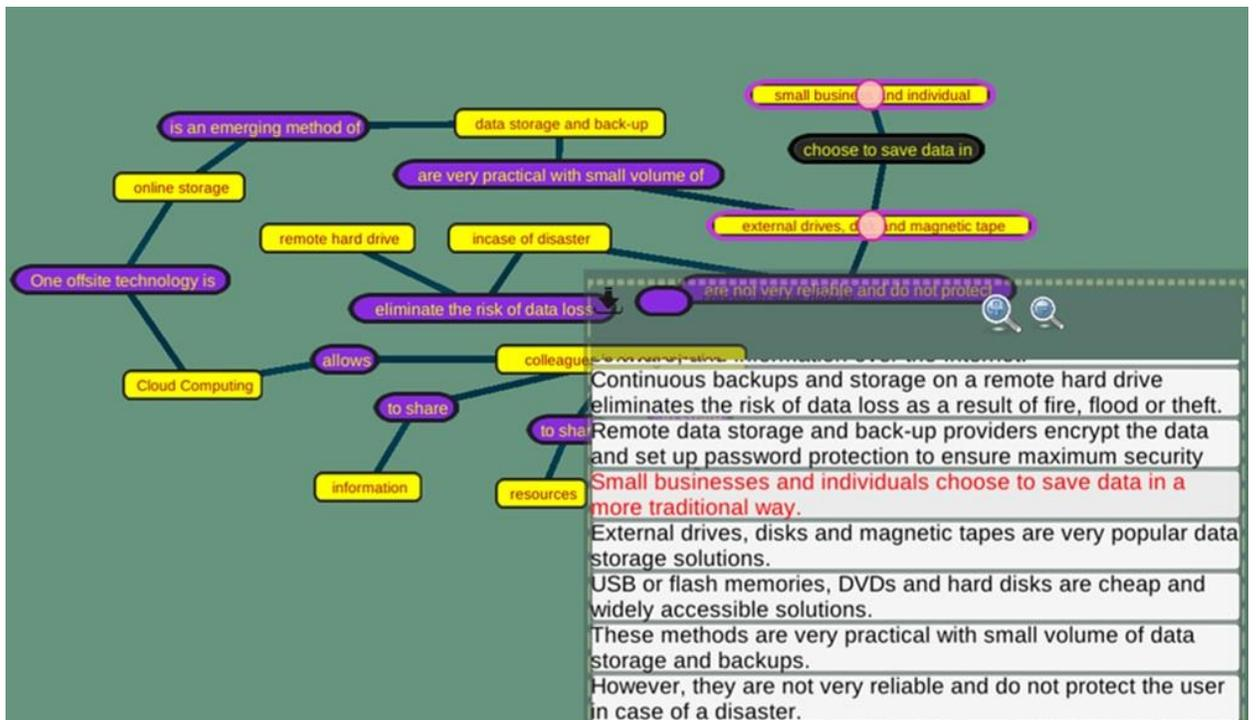 small busine nd individual
is an emerging method of
data storage and back-up
choose to save data in
are very practical with small volume of
online storage
external drives, d and magnetic tape
remote hard drive
incase of disaster
One offsite technology is
are not very reliable and do not protect
eliminate the risk of data loss
allows
colleagues
Cloud Computing
to share
to shar
information
resources
information over the internet.
Continuous backups and storage on a remote hard drive
eliminates the risk of data loss as a result of fire, flood or theft.
Remote data storage and back-up providers encrypt the data
and set up password protection to ensure maximum security
Small businesses and individuals choose to save data in a
more traditional way.
External drives, disks and magnetic tapes are very popular data
storage solutions.
USB or flash memories, DVDs and hard disks are cheap and
widely accessible solutions.
These methods are very practical with small volume of data
storage and backups.
However, they are not very reliable and do not protect the user
in case of a disaster.